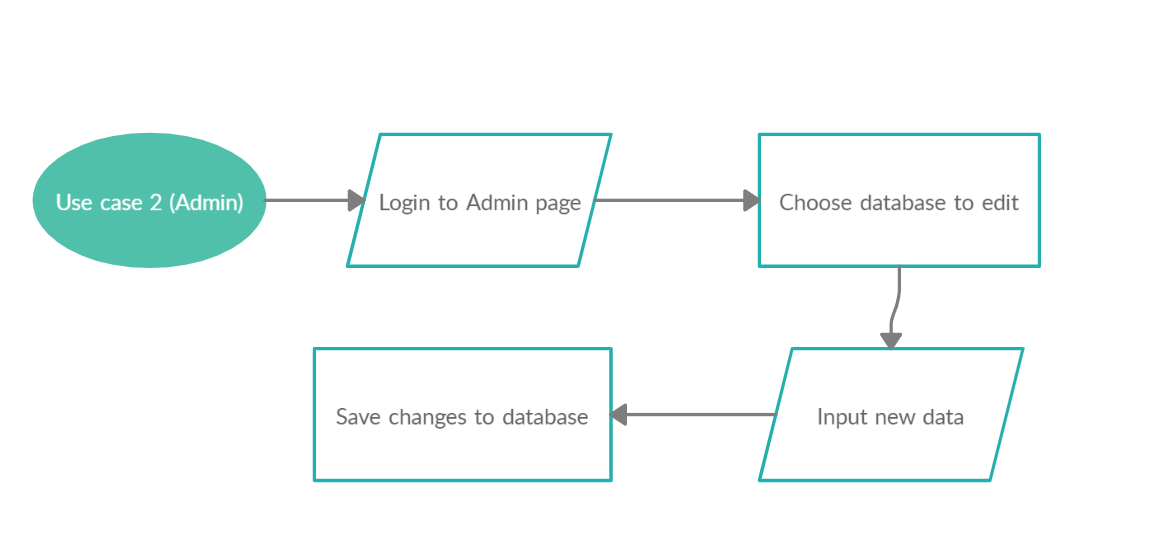 Use case 2 (Admin)
Login to Admin page
Choose database to edit
Input new data
Save changes to database